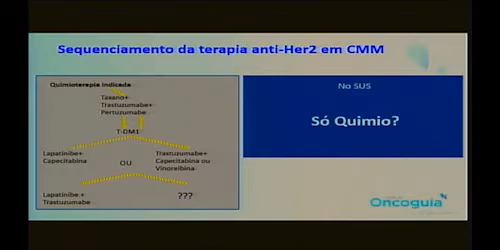 Sequenciamento da terapia anti-Her2 em CMM
Quimioterapia indicada
Taxano+
Trastuzumabe+
Pertuzumabe
T-DM1
Lapatinibe+
Capecitabina
OU
Trastuzumabe+
Capecitabina ou
Vinorelbina
Lapatinibe +
Trastuzumabe
???
No SUS
Só Quimio?
Oncoguia